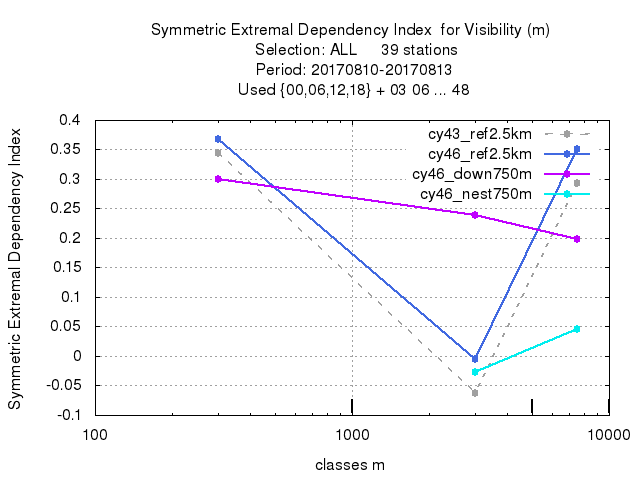 Symmetric Extremal Dependency Index  for Visibility (m)
Selection: ALL     39 stations
Period: 20170810-20170813
Used {00,06,12,18} + 03 06 ... 48
Symmetric Extremal Dependency Index
0.4
0.35
0.3
0.25
0.2
0.15
0.1
0.05
0
-0.05
-0.1
cy43_ref2.5km
cy46_ref2.5km
cy46_down750m
cy46_nest750m
100 1000 10000
classes m